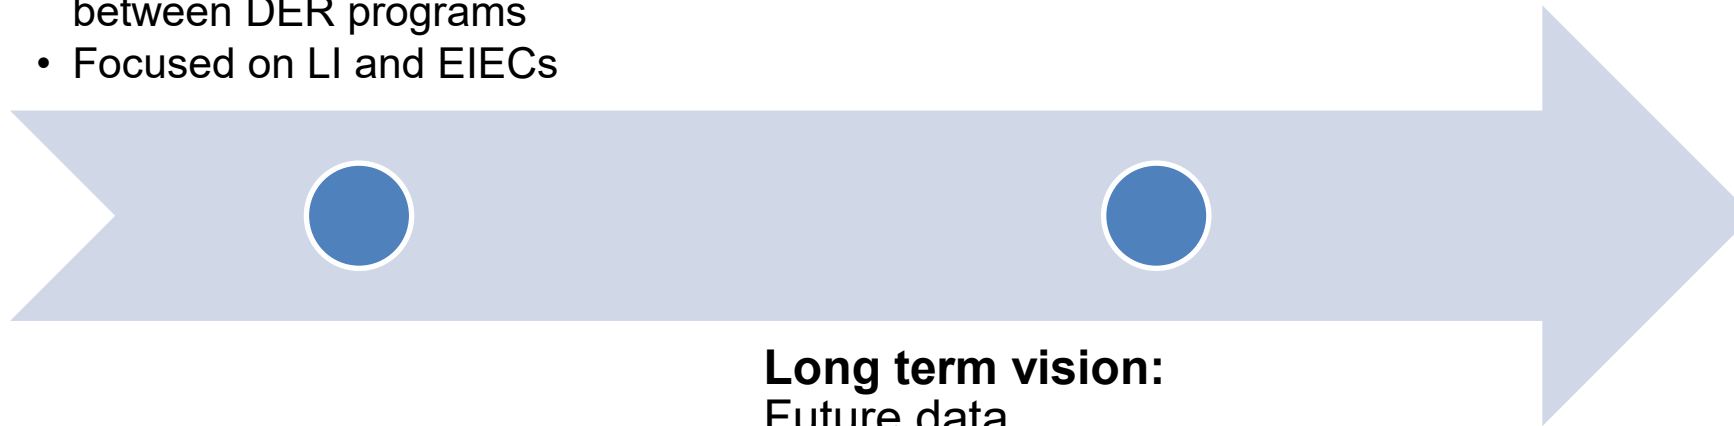 between DER programs
• Focused on LI and EIECs
Long term vision:
Future data